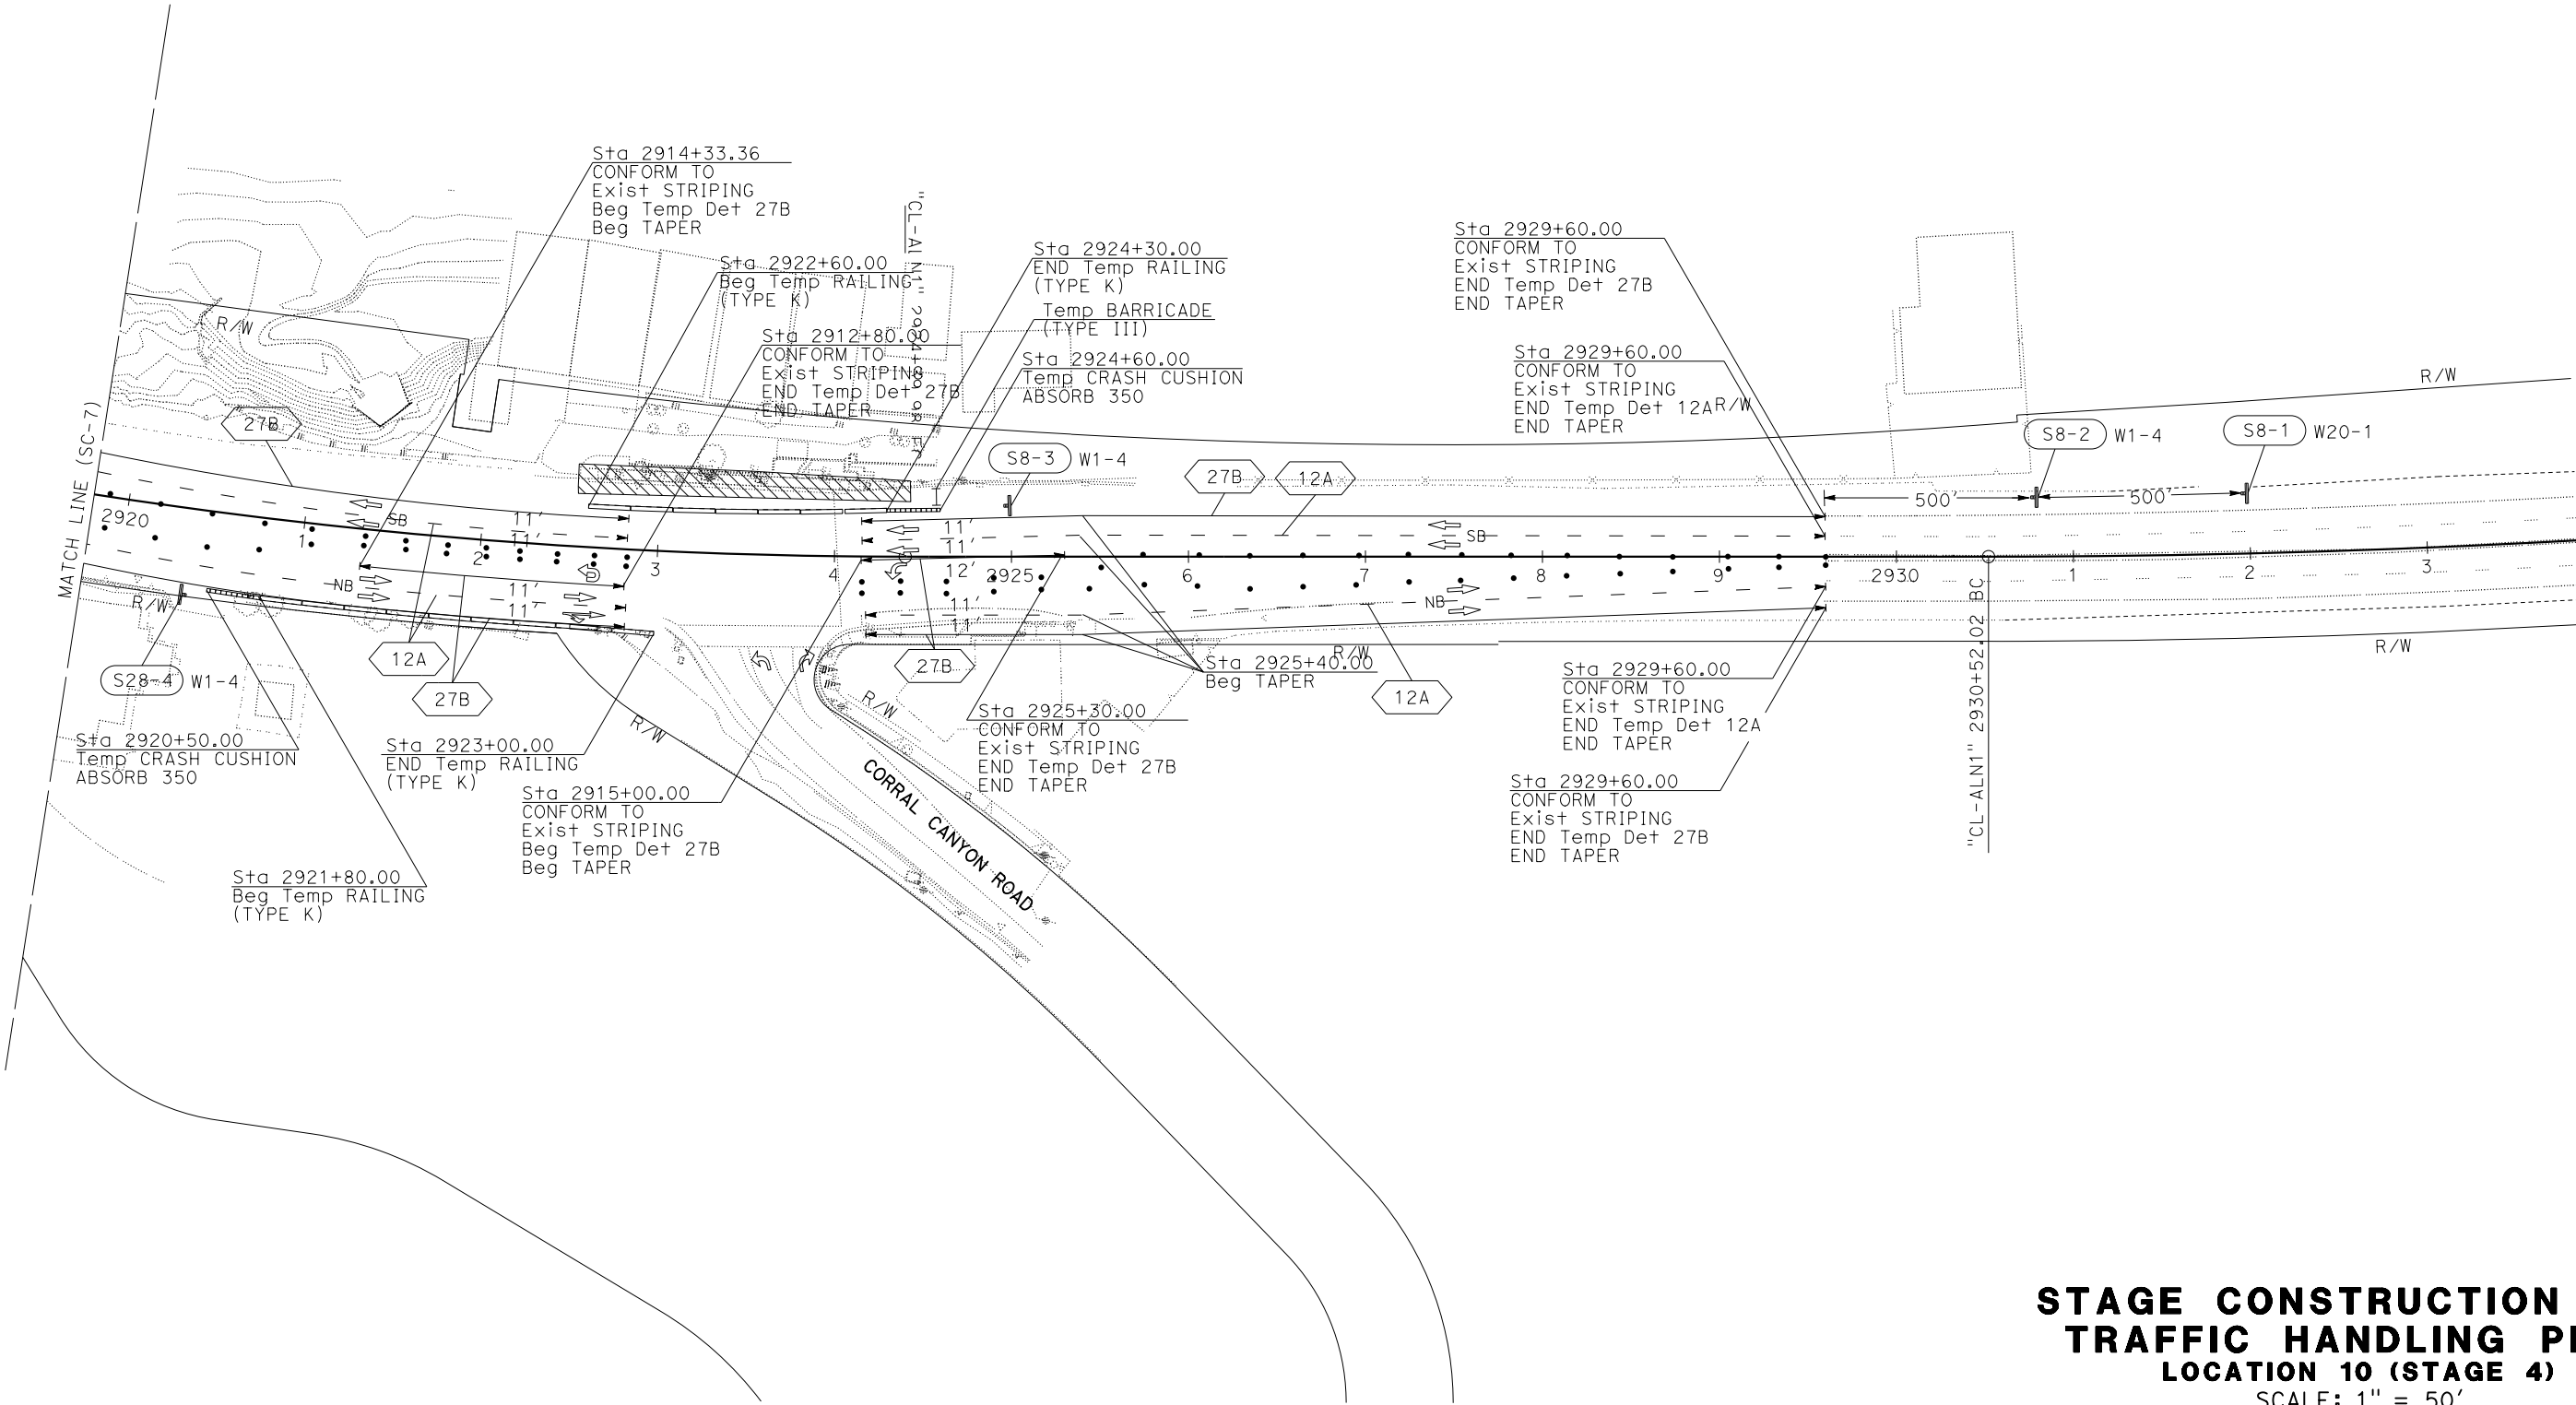 Sta 2914+33.36
CONFORM TO
Exist STRIPING
Beg Temp Det 27B
Beg TAPER
Sta 2922+60.00
Beg Temp RAILING
(TYPE K)
Sta 2912+80.00
CONFORM TO
Exist STRIPING
END Temp Det 27B
END TAPER
"CL-ALN1"
Sta 2924+30.00
END Temp RAILING
(TYPE K)
Temp BARRICADE
(TYPE III)
Sta 2924+60.00
Temp CRASH CUSHION
ABSORB 350
Sta 2929+60.00
CONFORM TO
Exist STRIPING
END Temp Det 27B
END TAPER
Sta 2929+60.00
CONFORM TO
Exist STRIPING
END Temp Det 12A
END TAPER
R/W
R/W
R/W
27B
S8-3 W1-4
27B
12A
S8-2 W1-4
S8-1 W20-1
500'
500'
MATCH LINE (SC-7)
2920
1
2
3
4
2925
6
7
8
9
2930
1
2
3
SB
SB
NB
NB
11'
11'
11'
11'
11'
11'
12'
11'
11'
R/W
S28-4 W1-4
12A
27B
27B
12A
R/W
R/W
R/W
R/W
Sta 2925+40.00
Beg TAPER
Sta 2920+50.00
Temp CRASH CUSHION
ABSORB 350
Sta 2923+00.00
END Temp RAILING
(TYPE K)
Sta 2915+00.00
CONFORM TO
Exist STRIPING
Beg Temp Det 27B
Beg TAPER
Sta 2921+80.00
Beg Temp RAILING
(TYPE K)
Sta 2925+30.00
CONFORM TO
Exist STRIPING
END Temp Det 27B
END TAPER
CORRAL CANYON ROAD
Sta 2929+60.00
CONFORM TO
Exist STRIPING
END Temp Det 12A
END TAPER
Sta 2929+60.00
CONFORM TO
Exist STRIPING
END Temp Det 27B
END TAPER
"CL-ALN1" 2930+52.02 BC
STAGE CONSTRUCTION
TRAFFIC HANDLING
LOCATION 10 (STAGE 4)
SCALE: 1" = 50'